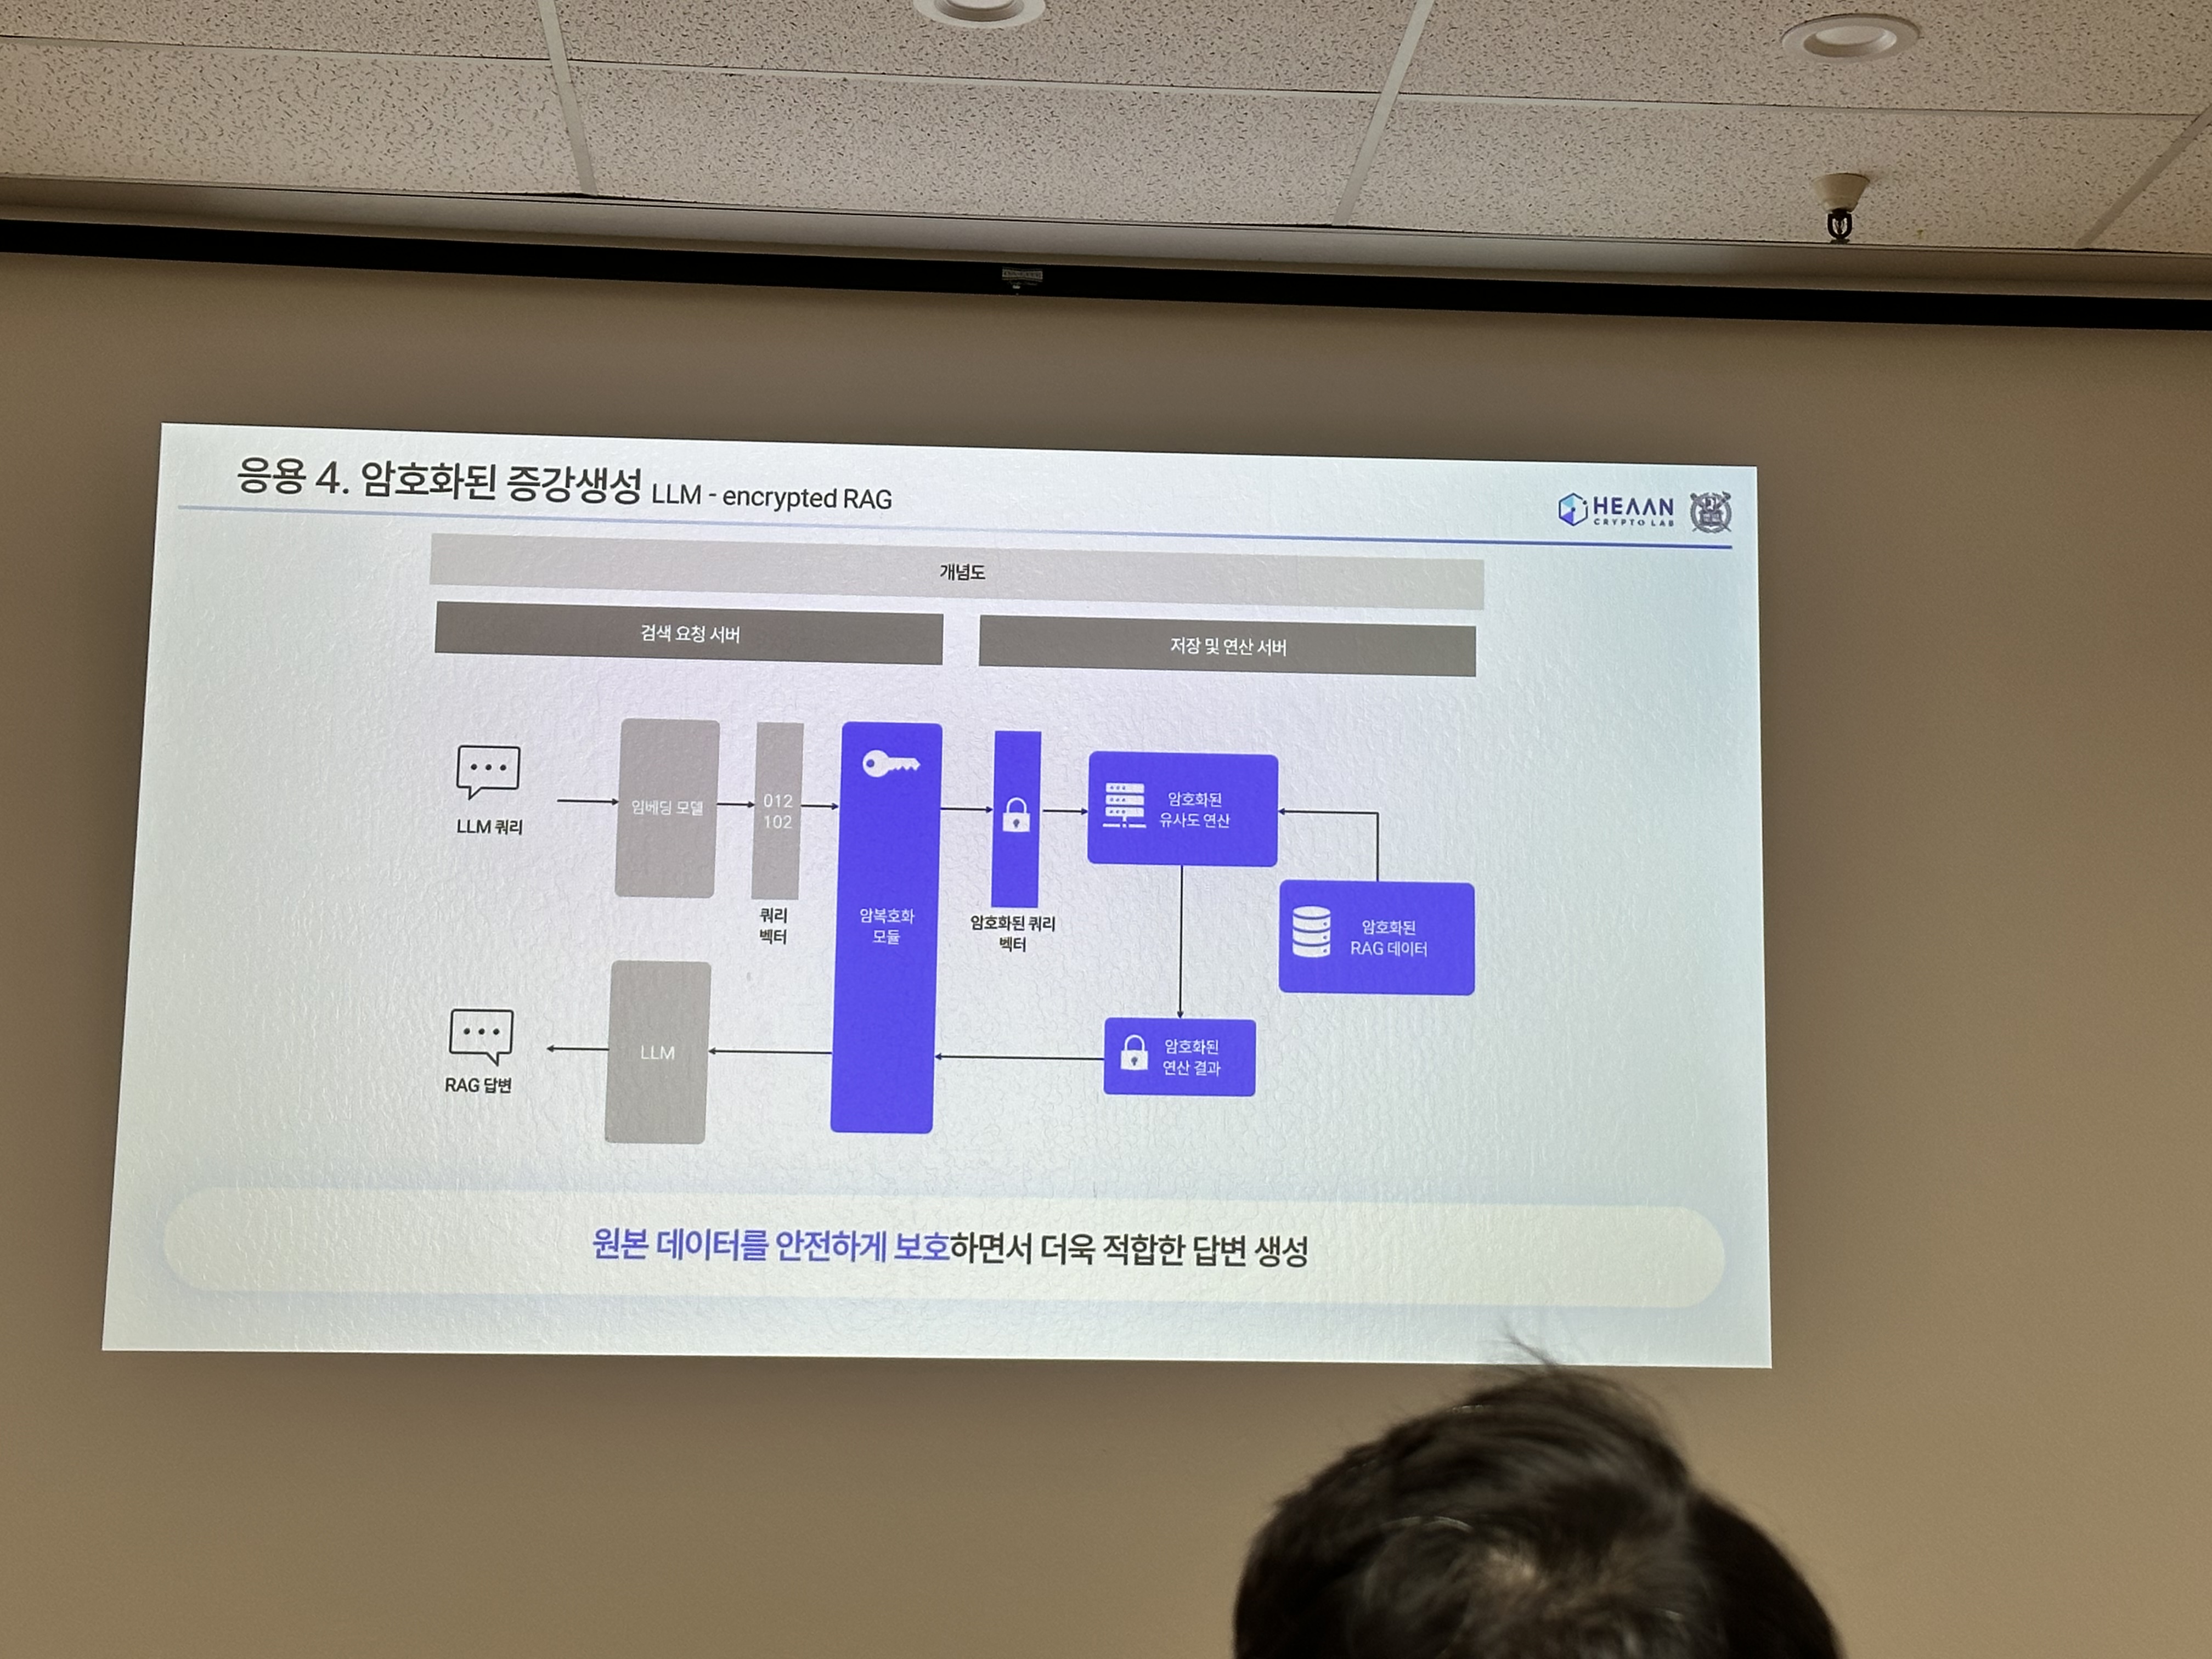 응용 4. 암호화된 증강생성 LLM - encrypted RAG
HEAAN
CRYPTO LAB
개념도
검색 요청 서버
저장 및 연산 서버
LLM 쿼리
임베딩 모델
012
102
쿼리
벡터
암복호화
모듈
암호화된 쿼리
벡터
암호화된
유사도 연산
암호화된
RAG 데이터
암호화된
연산 결과
LLM
RAG 답변
원본 데이터를 안전하게 보호하면서 더욱 적합한 답변 생성